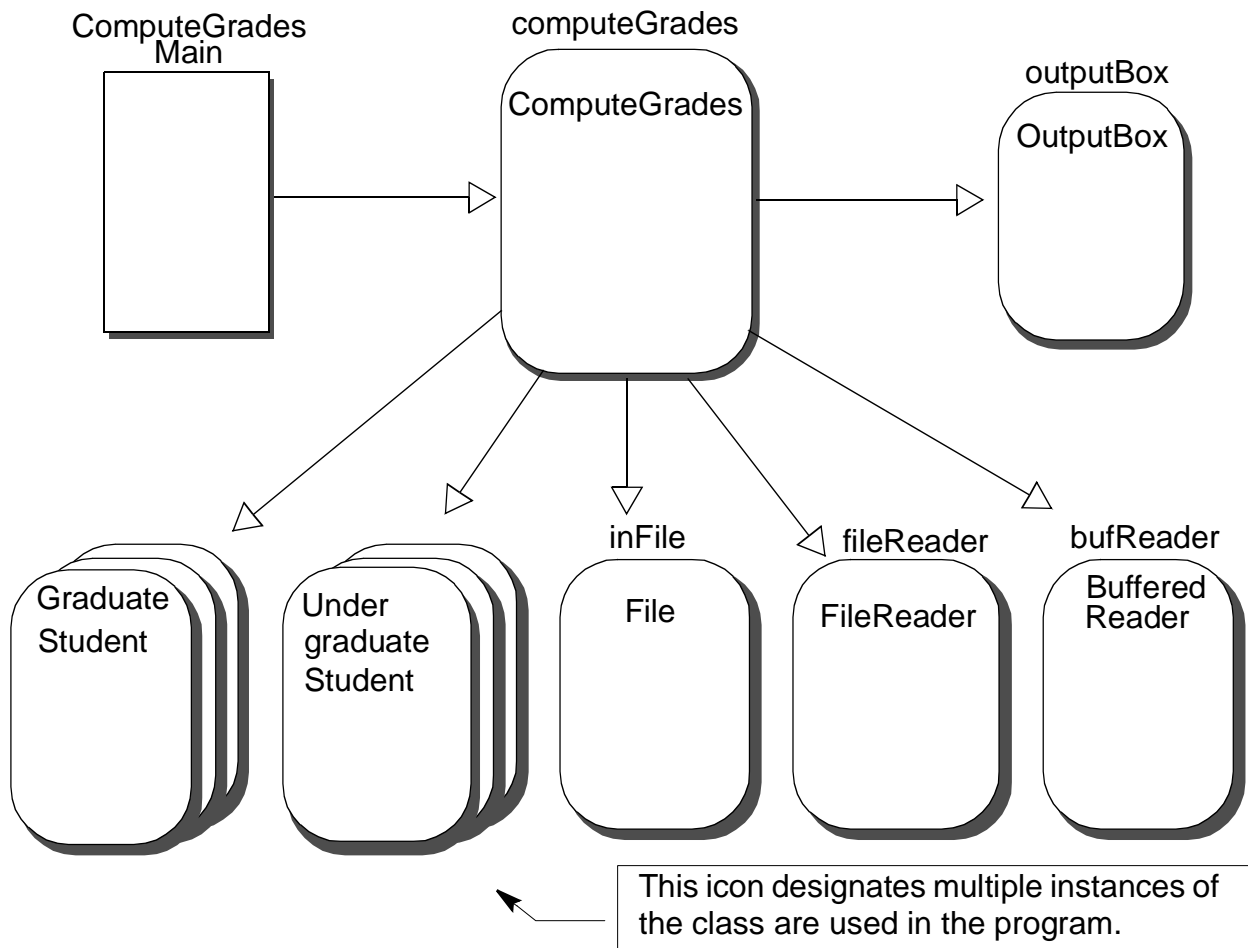 ComputeGrades
Main
computeGrades
ComputeGrades
outputBox
OutputBox
Graduate
Student
Under
graduate
Student
inFile
File
fileReader
FileReader
bufReader
Buffered
Reader
This icon designates multiple instances of
the class are used in the program.